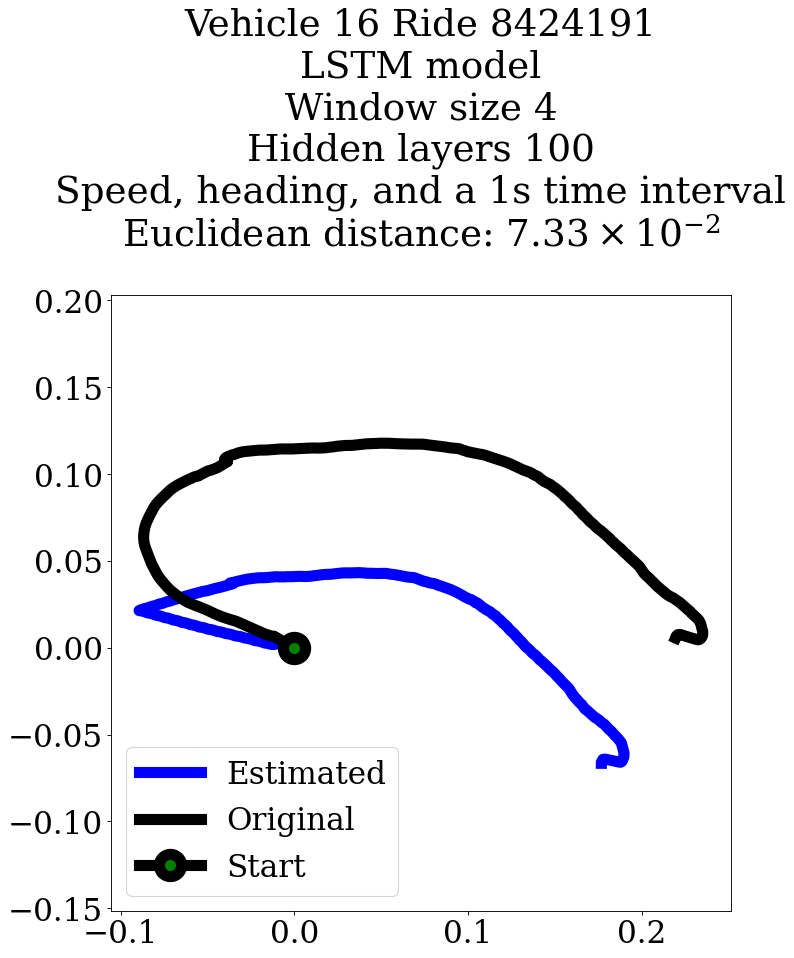 Vehicle 16 Ride 8424191
LSTM model
Window size 4
Hidden layers 100
Speed, heading, and a 1s time interval
Euclidean distance: 7.33 × 10⁻²
0.20
0.15
0.10
0.05
0.00
−0.05
−0.10
−0.15
Estimated
Original
Start
−0.1 0.0 0.1 0.2